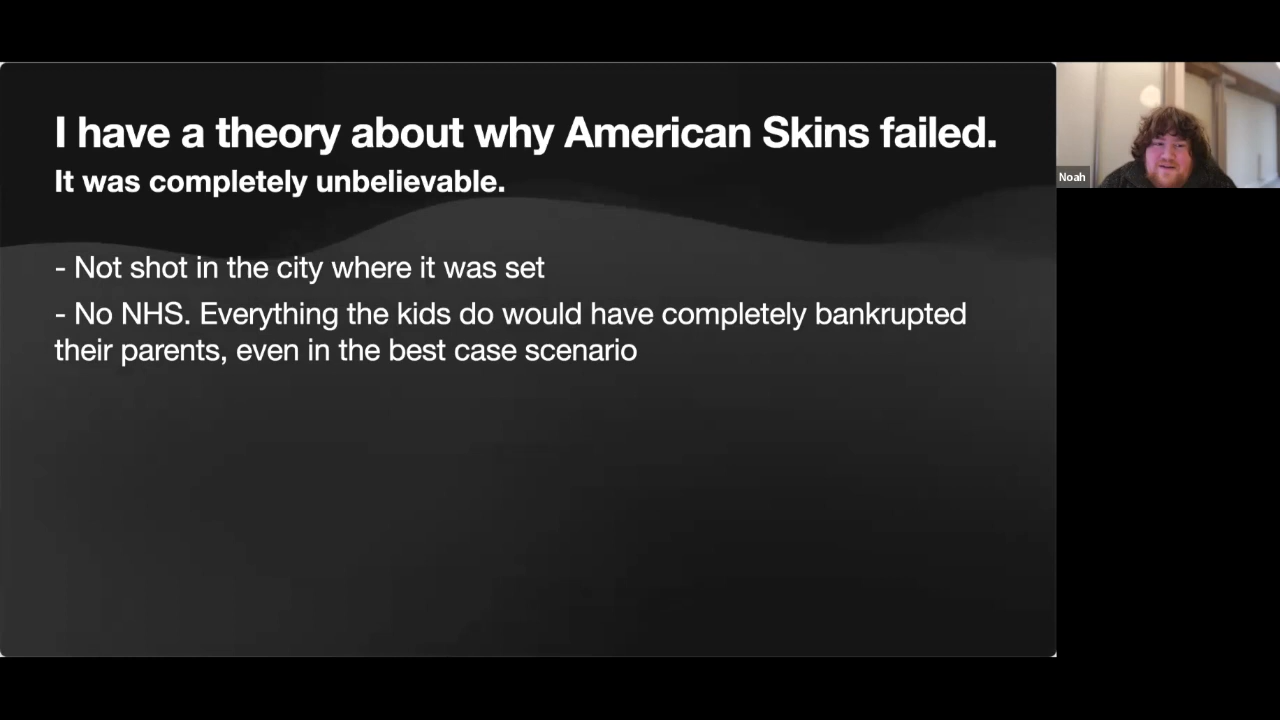 I have a theory about why American Skins failed.
It was completely unbelievable.
- Not shot in the city where it was set
- No NHS. Everything the kids do would have completely bankrupted
their parents, even in the best case scenario
Noah